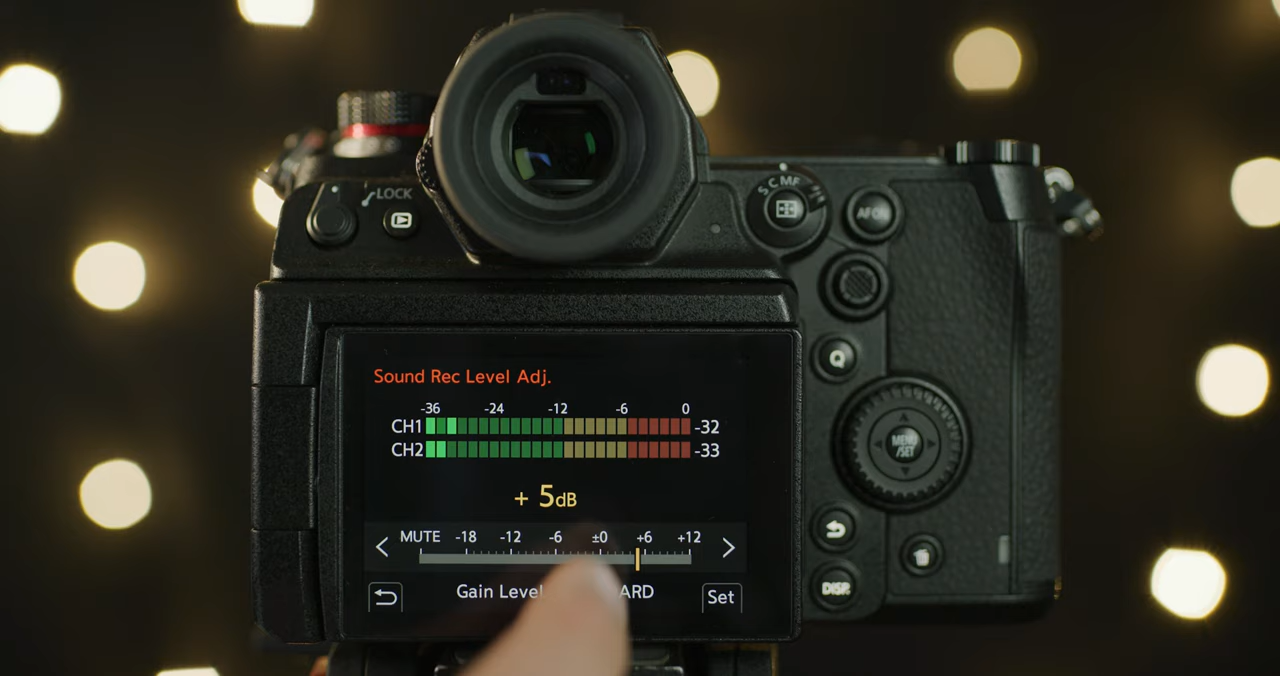 LOCK
S C MF
AF ON
Q
MENU
/SET
DISP.
Sound Rec Level Adj.
-36 -24 -12 -6 0
CH1 -32
CH2 -33
+ 5dB
MUTE -18 -12 -6 ±0 +6 +12
Gain Level ARD
Set